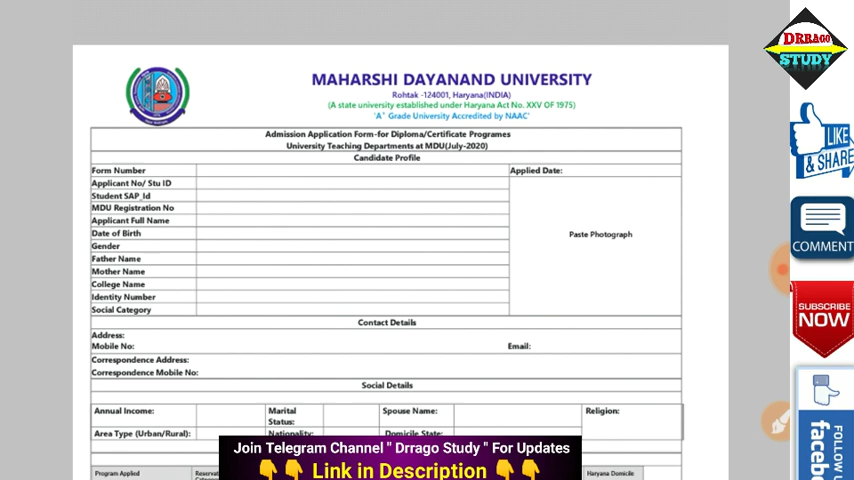 DRRAGO
STUDY
MAHARSHI DAYANAND UNIVERSITY
Rohtak -124001, Haryana(INDIA)
(A state university established under Haryana Act No. XXV OF 1975)
'A' Grade University Accredited by NAAC'
Admission Application Form-for Diploma/Certificate Programes
University Teaching Departments at MDU(July-2020)
Candidate Profile
Form Number
Applied Date:
Applicant No/ Stu ID
Student SAP_Id
MDU Registration No
Applicant Full Name
Date of Birth
Paste Photograph
Gender
Father Name
Mother Name
College Name
Identity Number
Social Category
Contact Details
Address:
Mobile No: Email:
Correspondence Address:
Correspondence Mobile No:
Social Details
Annual Income: Marital Status: Spouse Name: Religion:
Area Type (Urban/Rural): Nationality: Domicile State:
Program Applied Haryana Domicile
Join Telegram Channel " Drrago Study " For Updates
Link in Description
LIKE
& SHARE
COMMENT
SUBSCRIBE
NOW
FOLLOW U
facebo